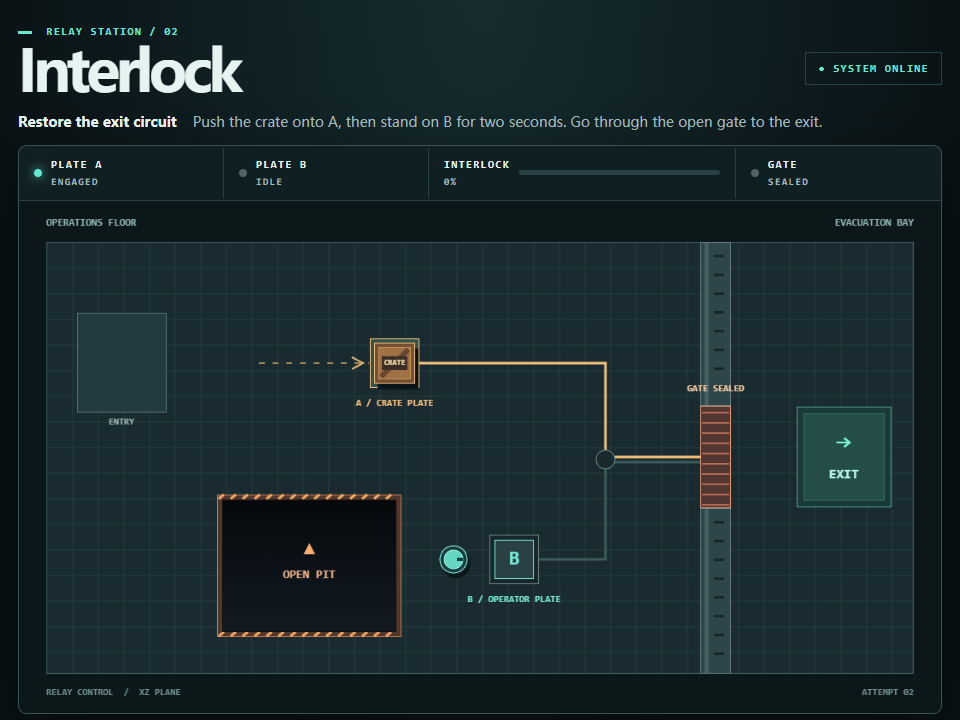 RELAY STATION / 02
Interlock
SYSTEM ONLINE
Restore the exit circuit Push the crate onto A, then stand on B for two seconds. Go through the open gate to the exit.
PLATE A
ENGAGED
PLATE B
IDLE
INTERLOCK
0%
GATE
SEALED
OPERATIONS FLOOR
EVACUATION BAY
ENTRY
CRATE
A / CRATE PLATE
GATE SEALED
→
EXIT
OPEN PIT
B
B / OPERATOR PLATE
RELAY CONTROL / XZ PLANE
ATTEMPT 02